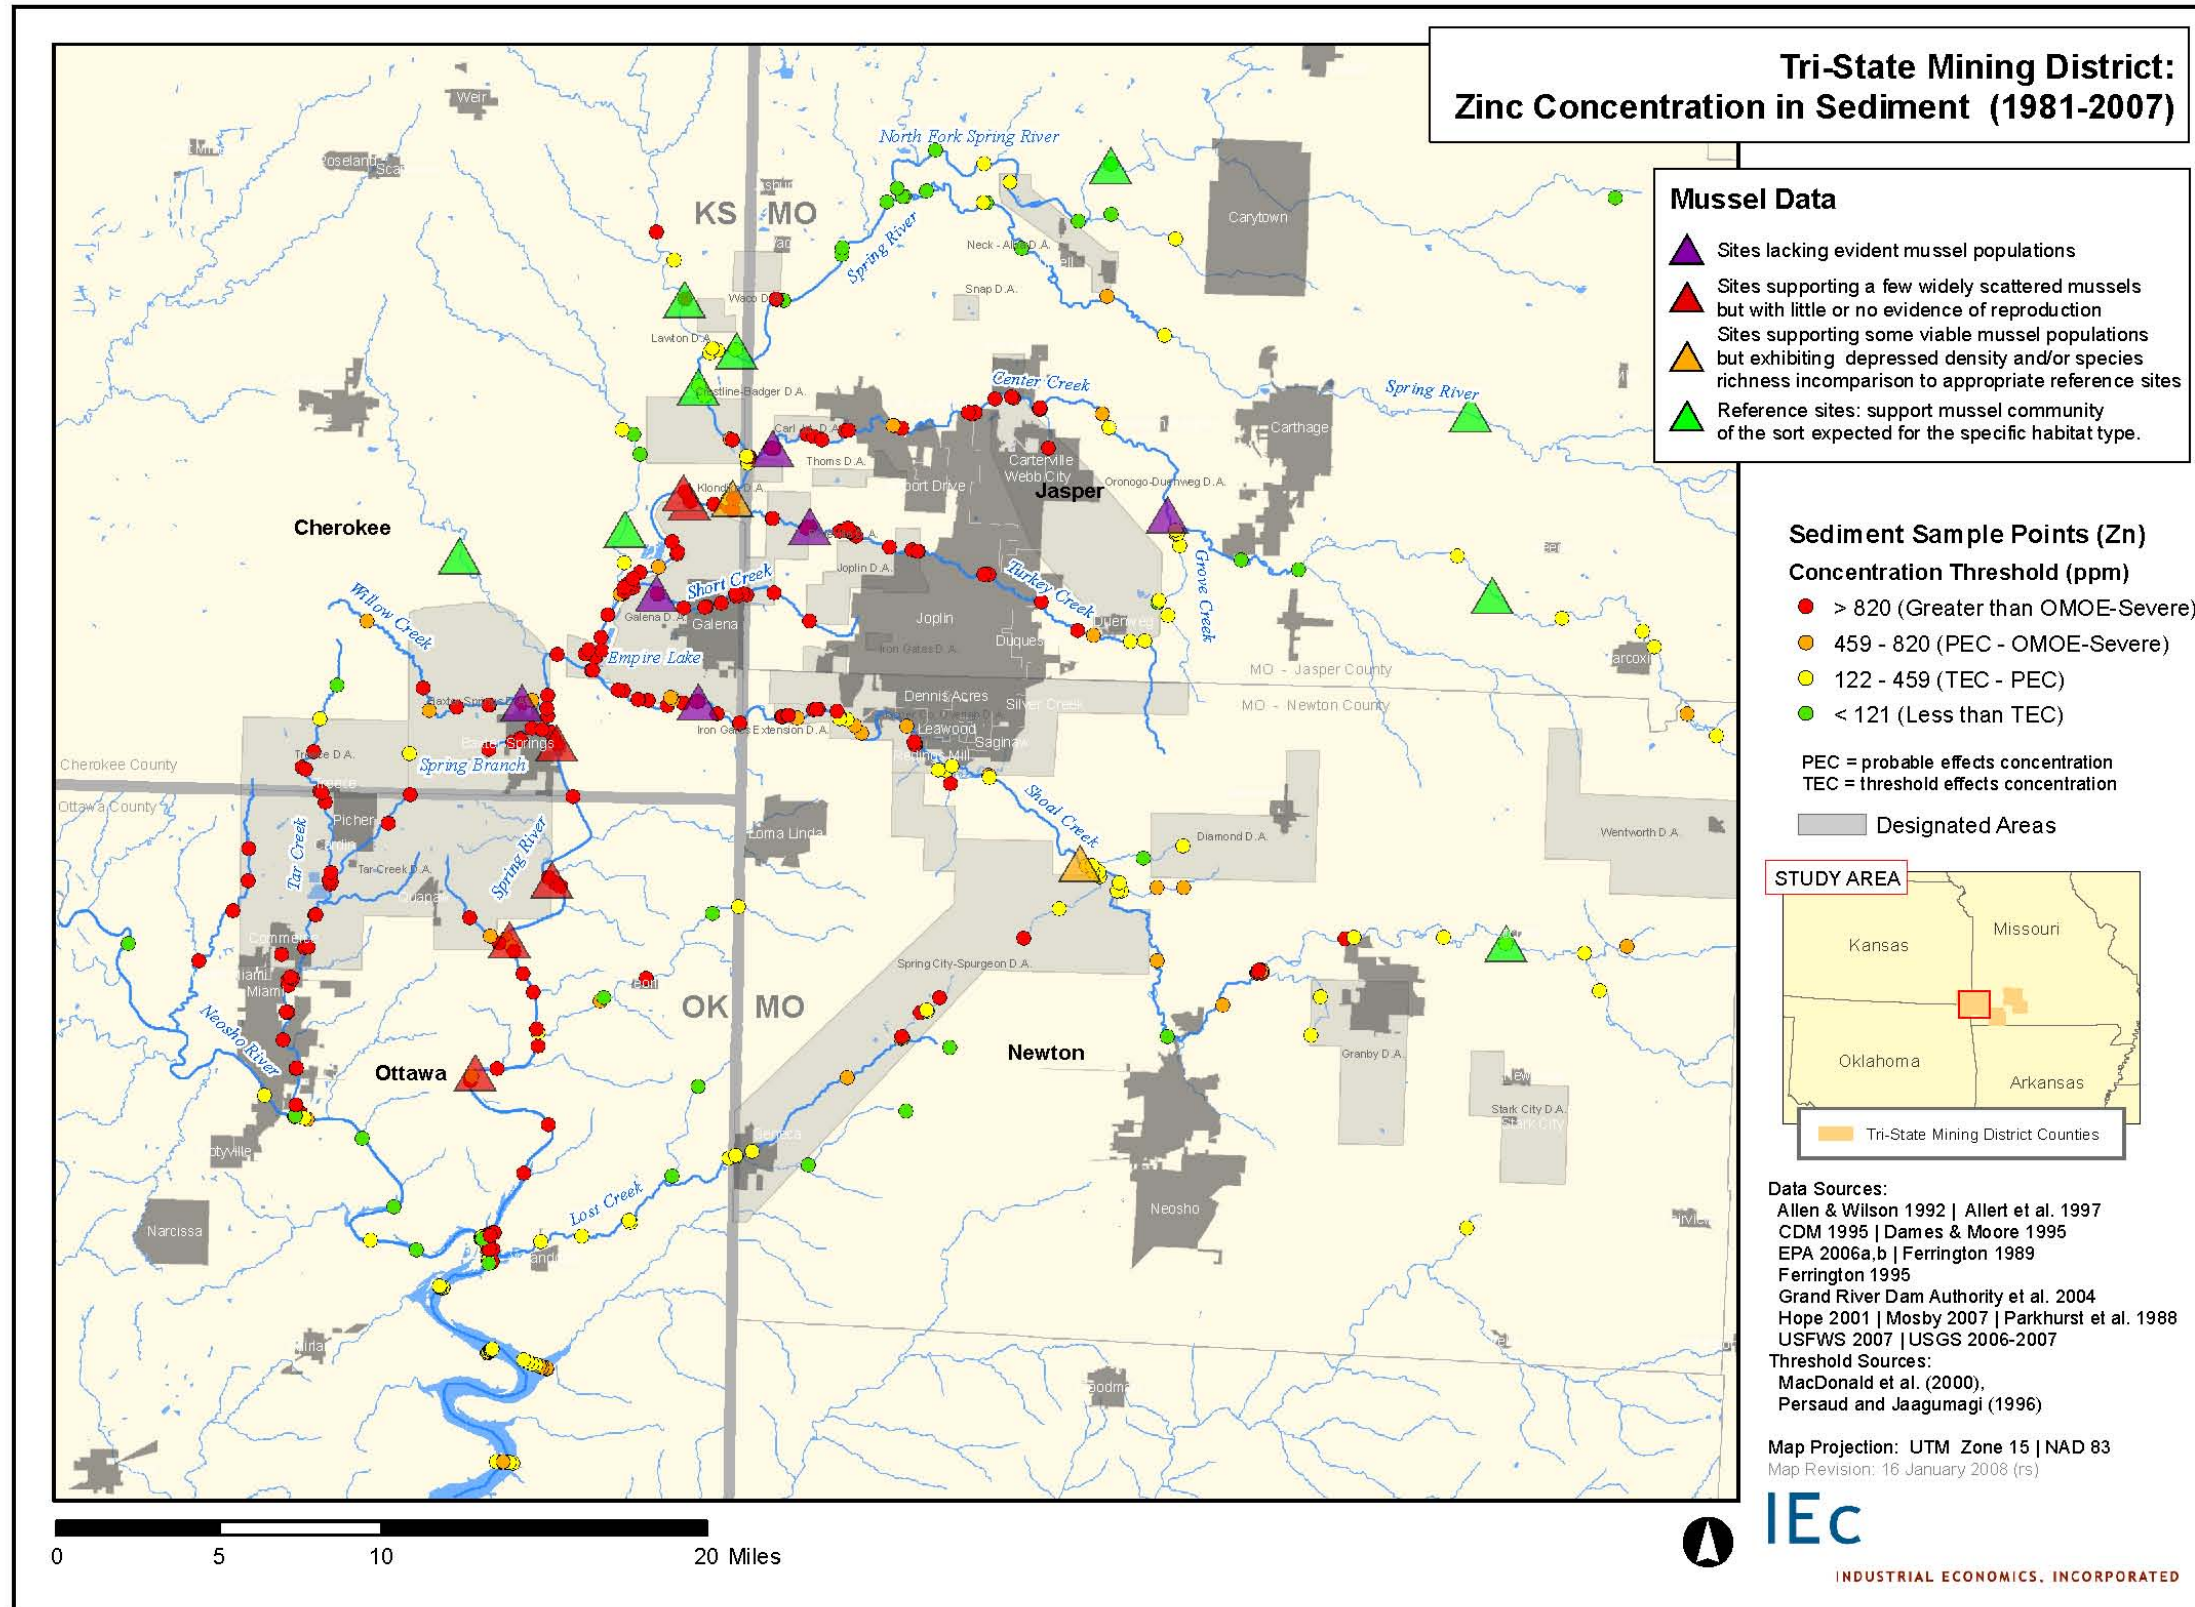 Tri-State Mining District:
Zinc Concentration in Sediment (1981-2007)
Mussel Data
Sites lacking evident mussel populations
Sites supporting a few widely scattered mussels
but with little or no evidence of reproduction
Sites supporting some viable mussel populations
but exhibiting depressed density and/or species
richness incomparison to appropriate reference sites
Reference sites: support mussel community
of the sort expected for the specific habitat type.
Sediment Sample Points (Zn)
Concentration Threshold (ppm)
> 820 (Greater than OMOE-Severe)
459 - 820 (PEC - OMOE-Severe)
122 - 459 (TEC - PEC)
< 121 (Less than TEC)
PEC = probable effects concentration
TEC = threshold effects concentration
Designated Areas
STUDY AREA
Kansas
Missouri
Oklahoma
Arkansas
Tri-State Mining District Counties
Data Sources:
Allen & Wilson 1992 | Allert et al. 1997
CDM 1995 | Dames & Moore 1995
EPA 2006a,b | Ferrington 1989
Ferrington 1995
Grand River Dam Authority et al. 2004
Hope 2001 | Mosby 2007 | Parkhurst et al. 1988
USFWS 2007 | USGS 2006-2007
Threshold Sources:
MacDonald et al. (2000),
Persaud and Jaagumagi (1996)
Map Projection: UTM Zone 15 | NAD 83
Map Revision: 16 January 2008 (rs)
IEc
INDUSTRIAL ECONOMICS, INCORPORATED
Weir
Roseland
North Fork Spring River
KS
MO
Carytown
Spring River
Snap D.A.
Lawton D.A.
Center Creek
Spring River
Thoms D.A.
Carthage
Carterville
Webb City
Jasper
Oronogo-Duenweg D.A.
Cherokee
Joplin D.A.
Short Creek
Turkey Creek
Grove Creek
Willow Creek
Galena D.A.
Galena
Joplin
Iron Gates D.A.
Empire Lake
MO - Jasper County
MO - Newton County
Dennis Acres
Silver Creek
Leawood
Saginaw
Iron Gates Extension D.A.
Baxter Springs
Spring Branch
Cherokee County
Ottawa County
Picher
Tar Creek
Tar Creek D.A.
Spring River
Loma Linda
Shoal Creek
Diamond D.A.
Wentworth D.A.
Commerce
Miami
Spring City-Spurgeon D.A.
OK
MO
Neosho River
Ottawa
Newton
Granby D.A.
Stark City D.A.
Stark City
Seneca
Lost Creek
Neosho
Narcissa
0
5
10
20 Miles